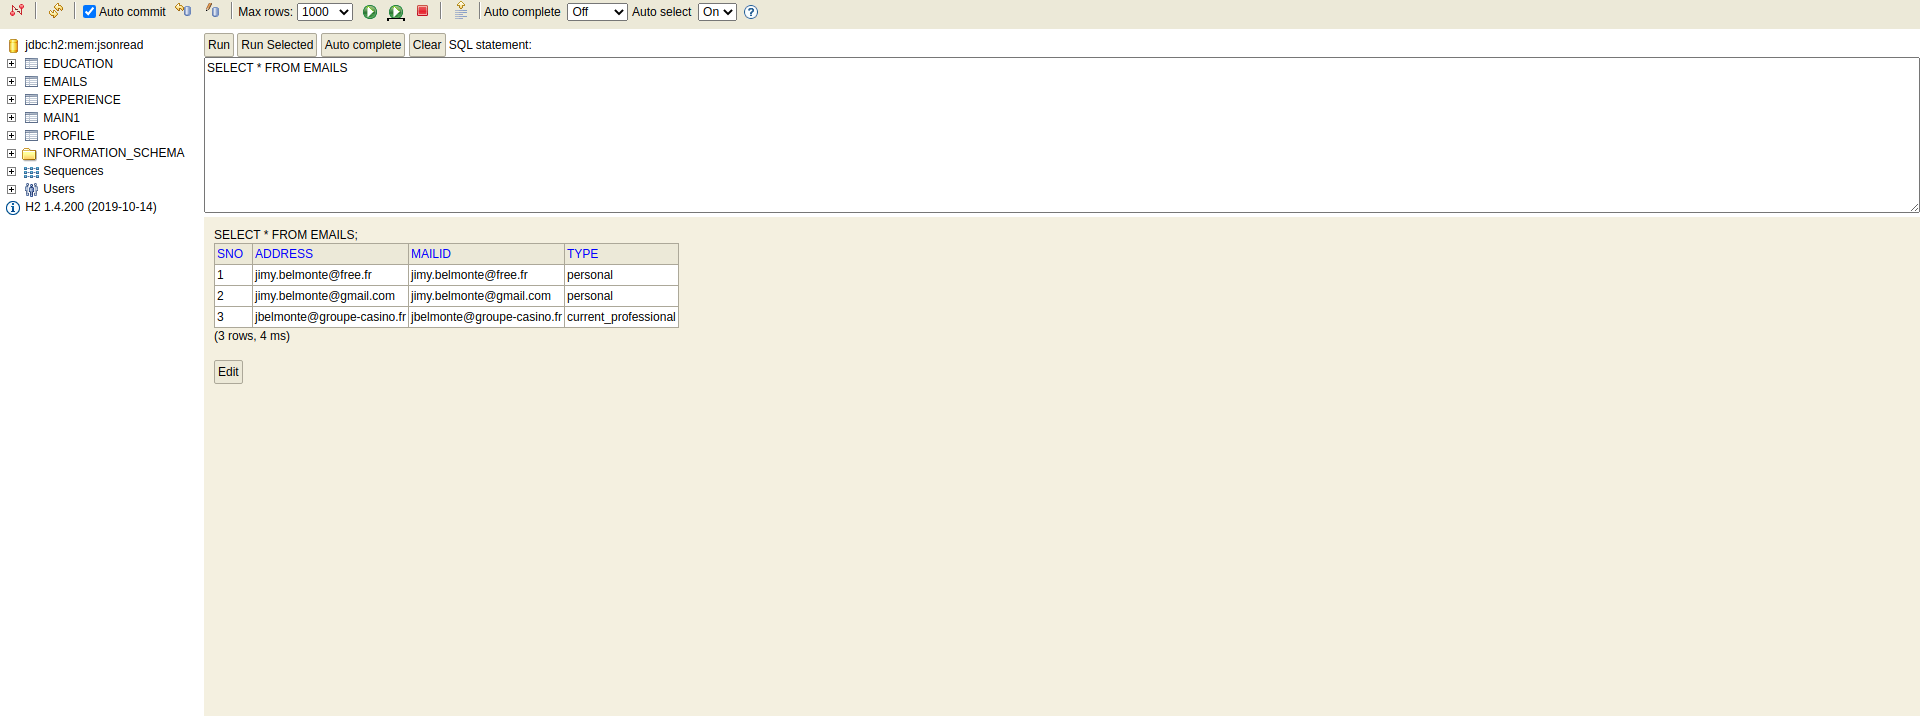 Auto commit Max rows: 1000 Auto complete Off Auto select On ?
jdbc:h2:mem:jsonread
EDUCATION
EMAILS
EXPERIENCE
MAIN1
PROFILE
INFORMATION_SCHEMA
Sequences
Users
H2 1.4.200 (2019-10-14)
Run Run Selected Auto complete Clear SQL statement:
SELECT * FROM EMAILS
SELECT * FROM EMAILS;
SNO ADDRESS MAILID TYPE
1 jimy.belmonte@free.fr jimy.belmonte@free.fr personal
2 jimy.belmonte@gmail.com jimy.belmonte@gmail.com personal
3 jbelmonte@groupe-casino.fr jbelmonte@groupe-casino.fr current_professional
(3 rows, 4 ms)
Edit